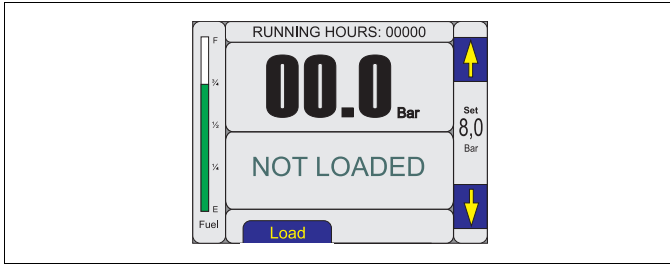 RUNNING HOURS: 00000
F
¾
½
¼
E
Fuel
00.0 Bar
NOT LOADED
Load
Set
8,0
Bar